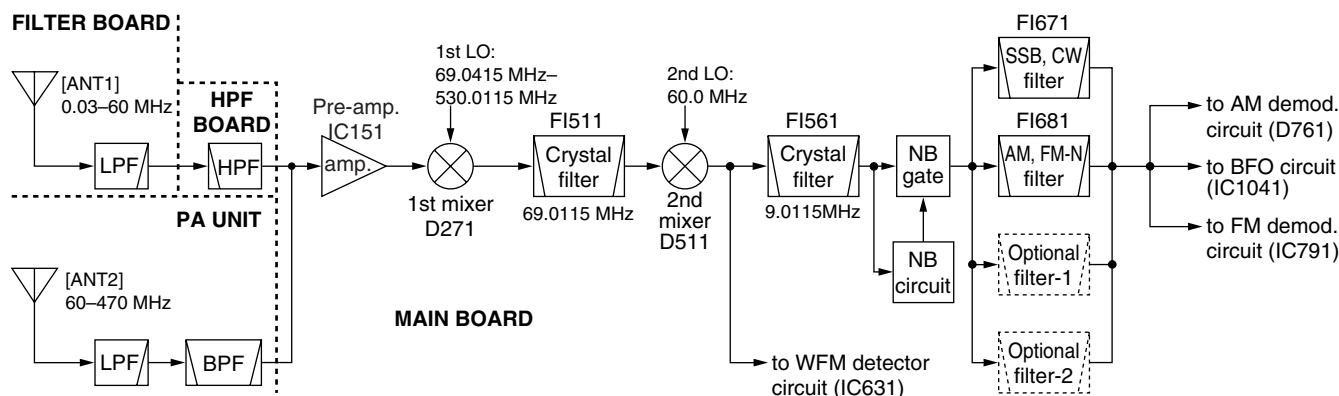 FILTER BOARD
[ANT1]
0.03–60 MHz
LPF
HPF
BOARD
HPF
Pre-amp.
IC151
amp.
1st LO:
69.0415 MHz–
530.0115 MHz
1st mixer
D271
FI511
Crystal
filter
69.0115 MHz
2nd LO:
60.0 MHz
2nd
mixer
D511
FI561
Crystal
filter
9.0115MHz
NB
gate
NB
circuit
FI671
SSB, CW
filter
FI681
AM, FM-N
filter
Optional
filter-1
Optional
filter-2
to AM demod.
circuit (D761)
to BFO circuit
(IC1041)
to FM demod.
circuit (IC791)
PA UNIT
[ANT2]
60–470 MHz
LPF
BPF
MAIN BOARD
to WFM detector
circuit (IC631)